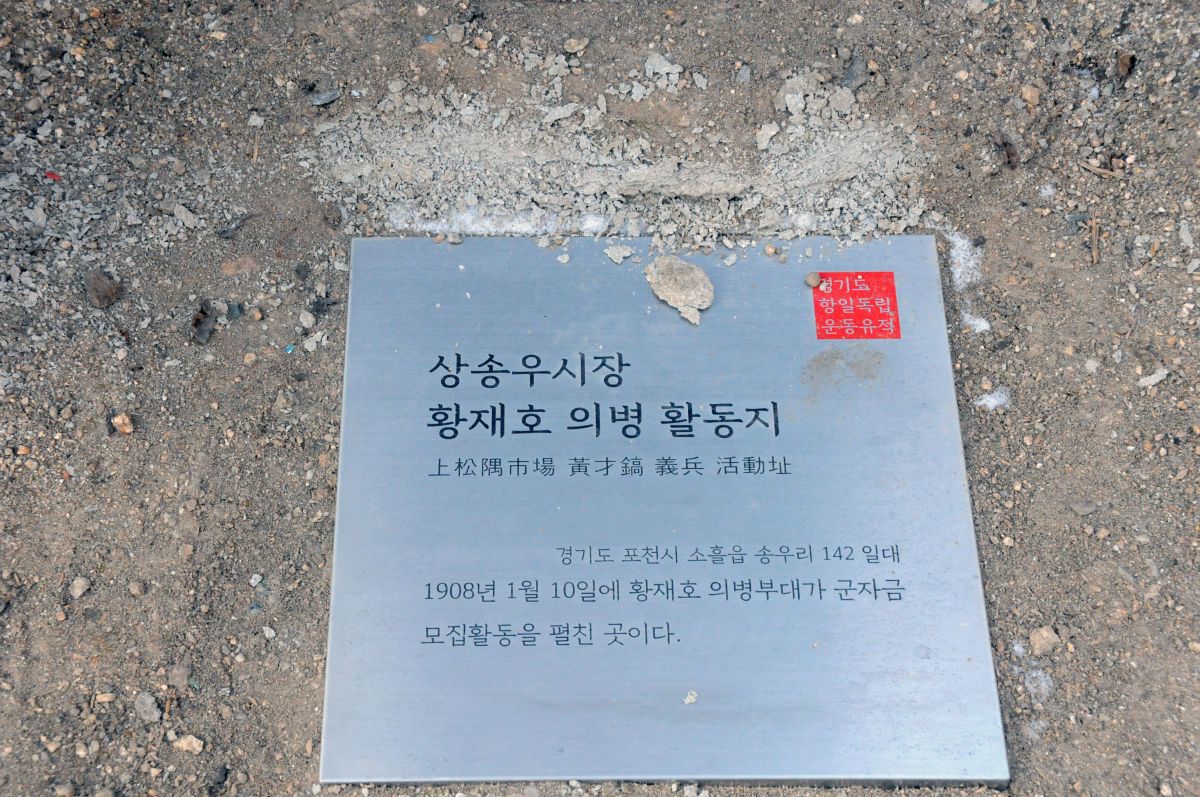 경기도
항일독립
운동유적
상송우시장
황재호 의병 활동지
上松隅市場 黃才鎬 義兵 活動址
경기도 포천시 소흘읍 송우리 142 일대
1908년 1월 10일에 황재호 의병부대가 군자금
모집활동을 펼친 곳이다.